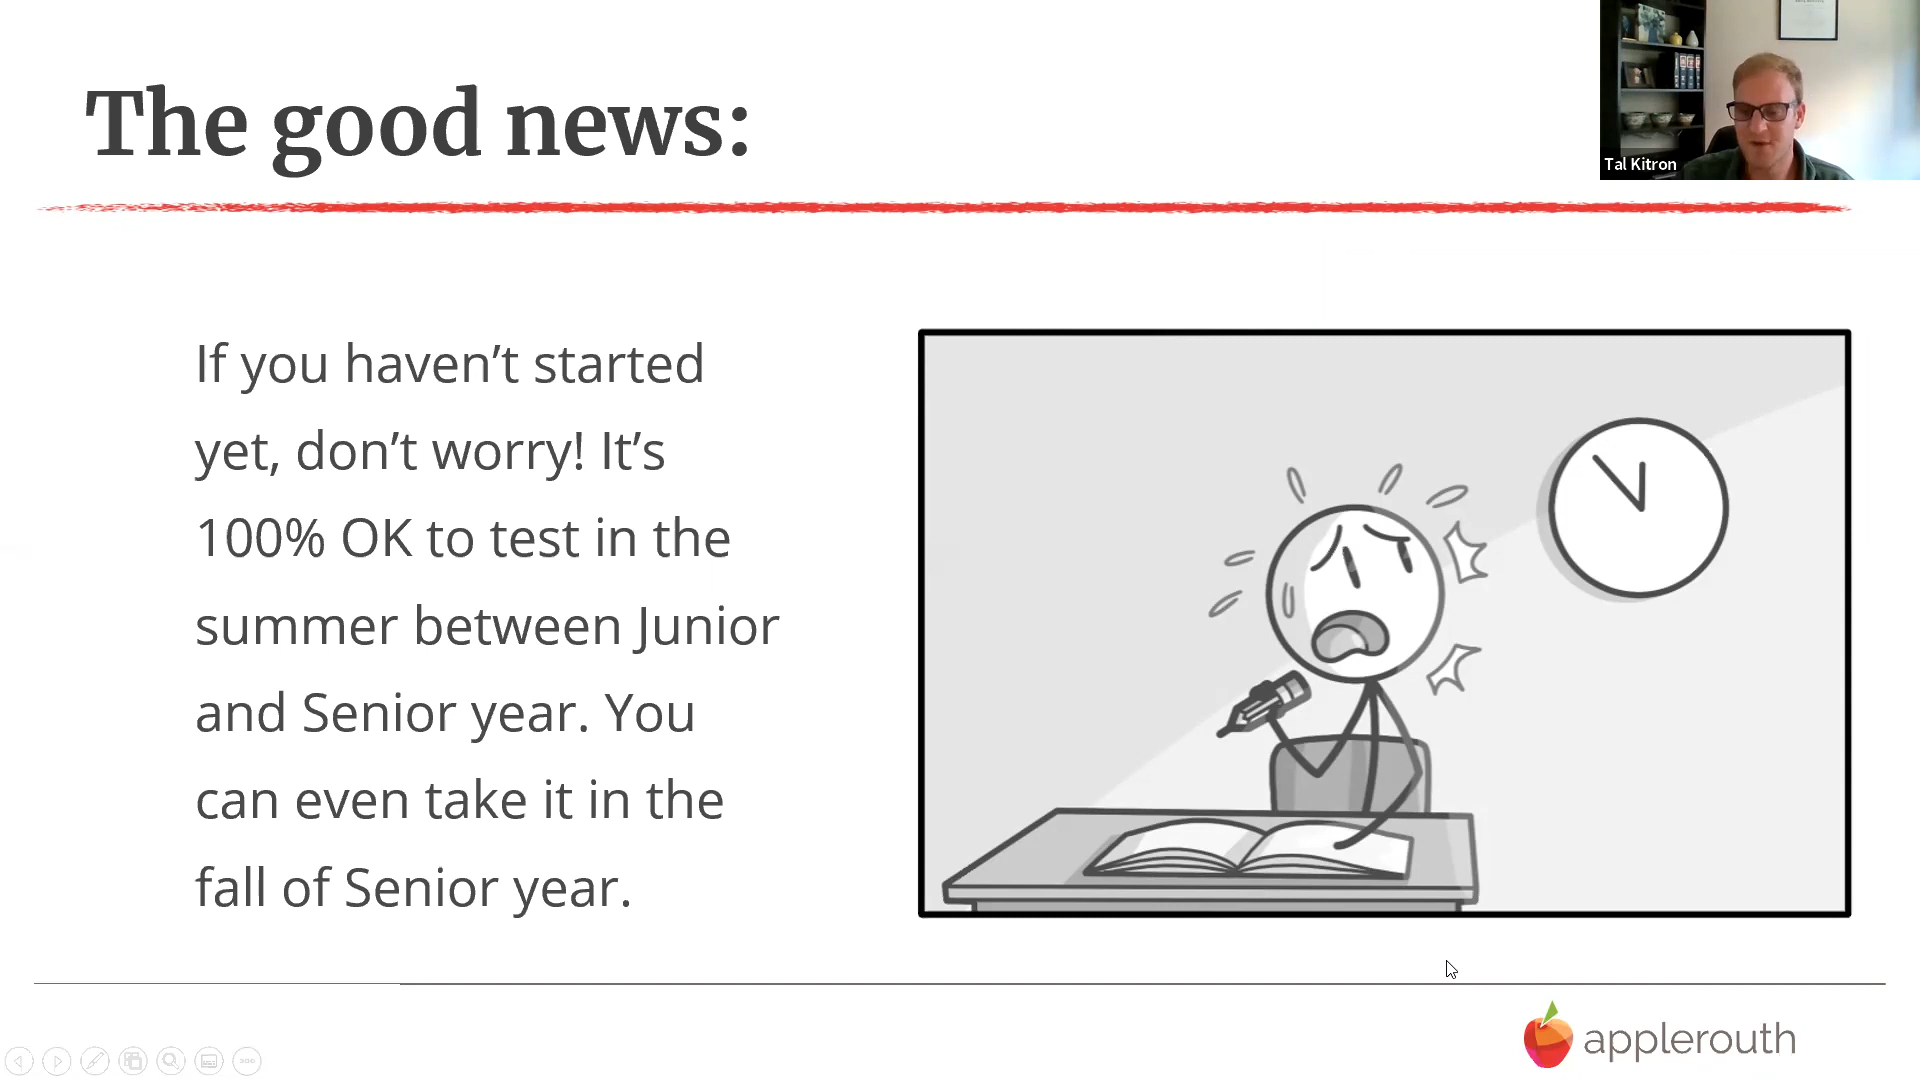 The good news:
Tal Kitron
If you haven’t started
yet, don’t worry! It’s
100% OK to test in the
summer between Junior
and Senior year. You
can even take it in the
fall of Senior year.
applerouth